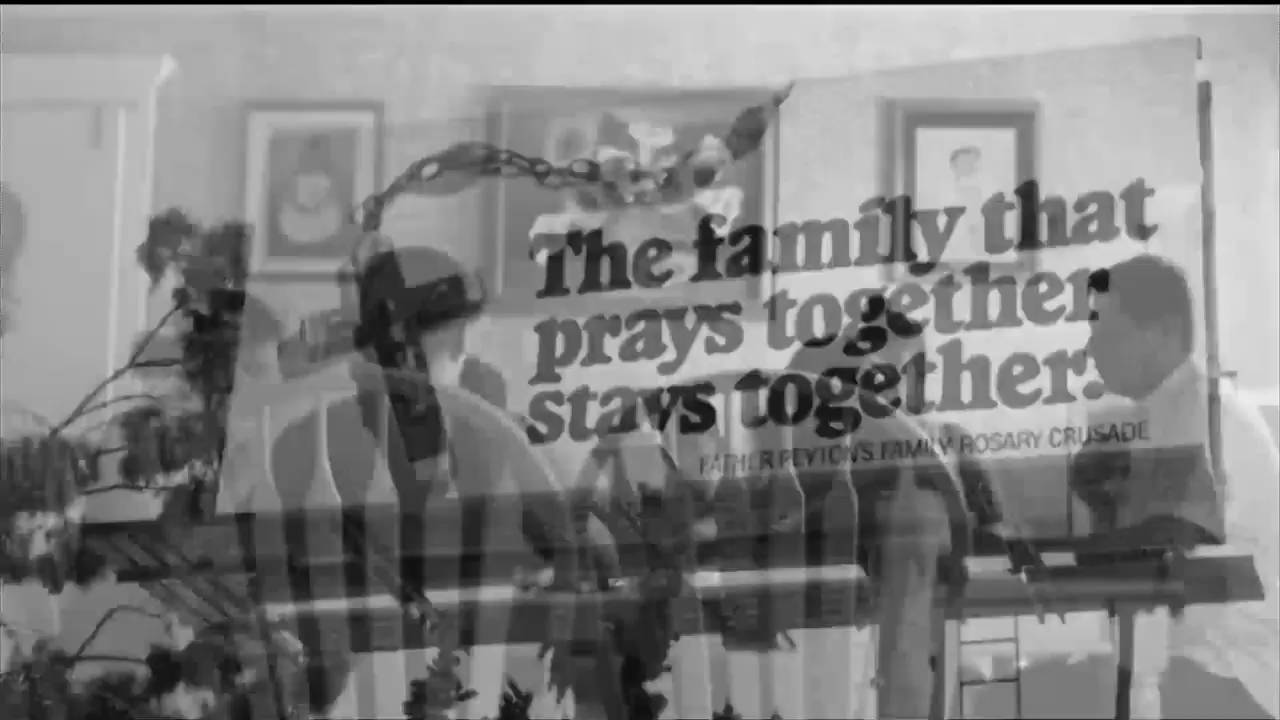 The family that
prays together
stays together.
FATHER PEYTON'S FAMILY ROSARY CRUSADE